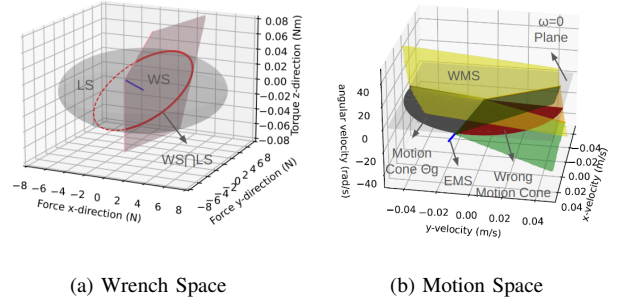 0.08
0.06
0.04
0.02
0.00
−0.02
−0.04
−0.06
−0.08
Torque z-direction (Nm)
LS
WS
WS⋂LS
−8 −6 −4 −2 0 2 4 6 8
Force x-direction (N)
−8−6−4−2 0 2 4 6 8
Force y-direction (N)
(a) Wrench Space
ω=0
Plane
WMS
40
20
0
−20
−40
angular velocity (rad/s)
Motion
Cone Θg
EMS
Wrong
Motion Cone
−0.04 −0.02 0.00 0.02 0.04
y-velocity (m/s)
−0.04
−0.02
0.00
0.02
0.04
x-velocity (m/s)
(b) Motion Space